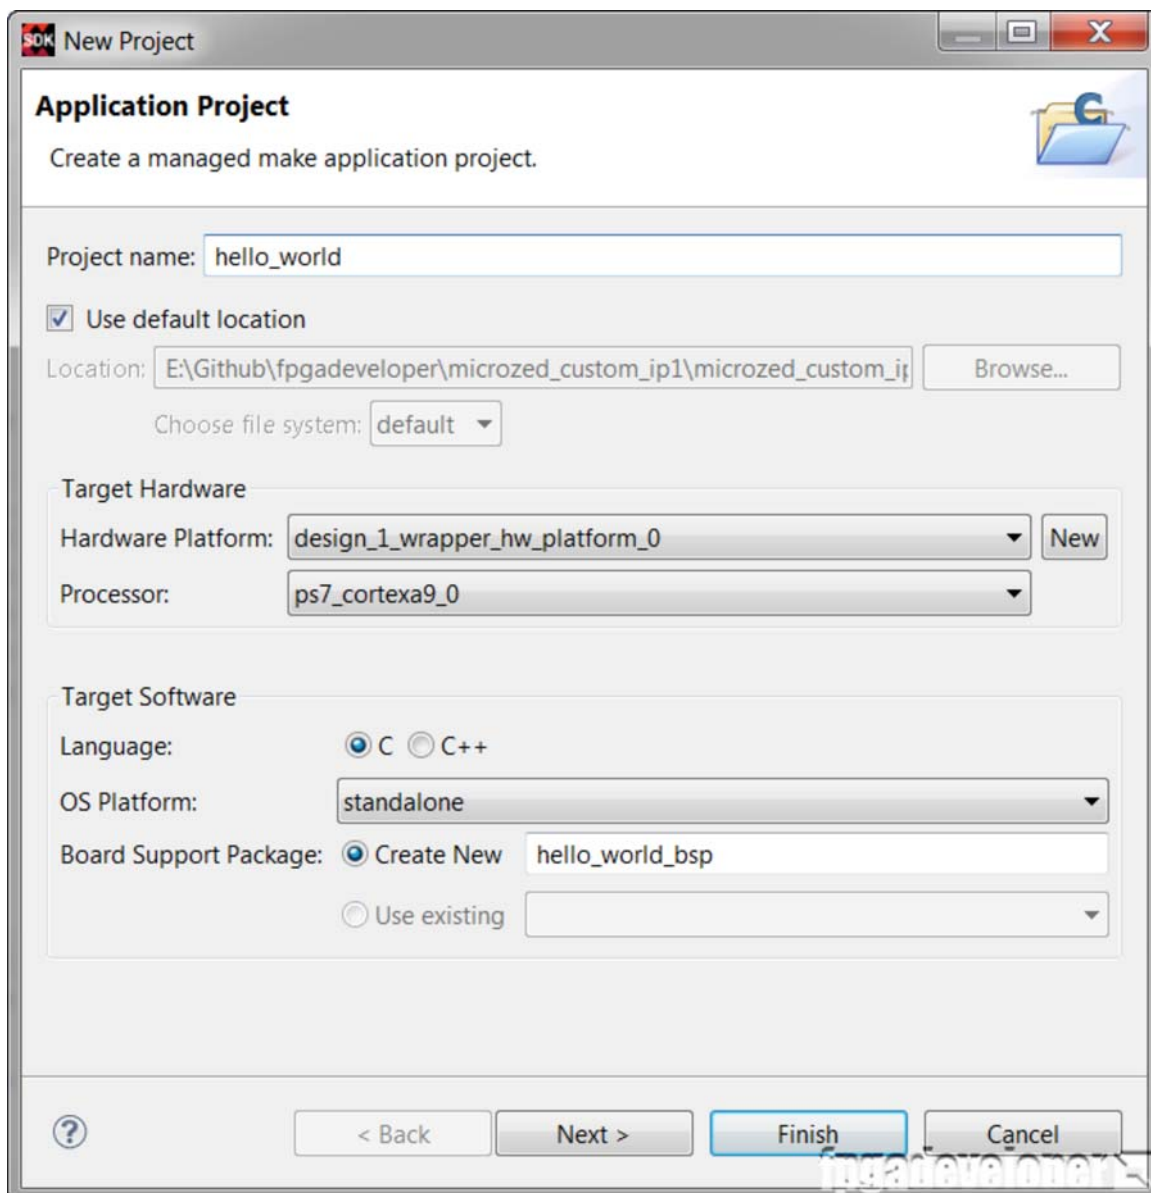 SDK New Project
Application Project
Create a managed make application project.
Project name: hello_world
Use default location
Location: E:\Github\fpgadeveloper\microzed_custom_ip1\microzed_custom_ip
Browse...
Choose file system: default
Target Hardware
Hardware Platform: design_1_wrapper_hw_platform_0 New
Processor: ps7_cortexa9_0
Target Software
Language: C C++
OS Platform: standalone
Board Support Package: Create New hello_world_bsp
Use existing
? < Back Next > Finish Cancel
fpgadeveloper